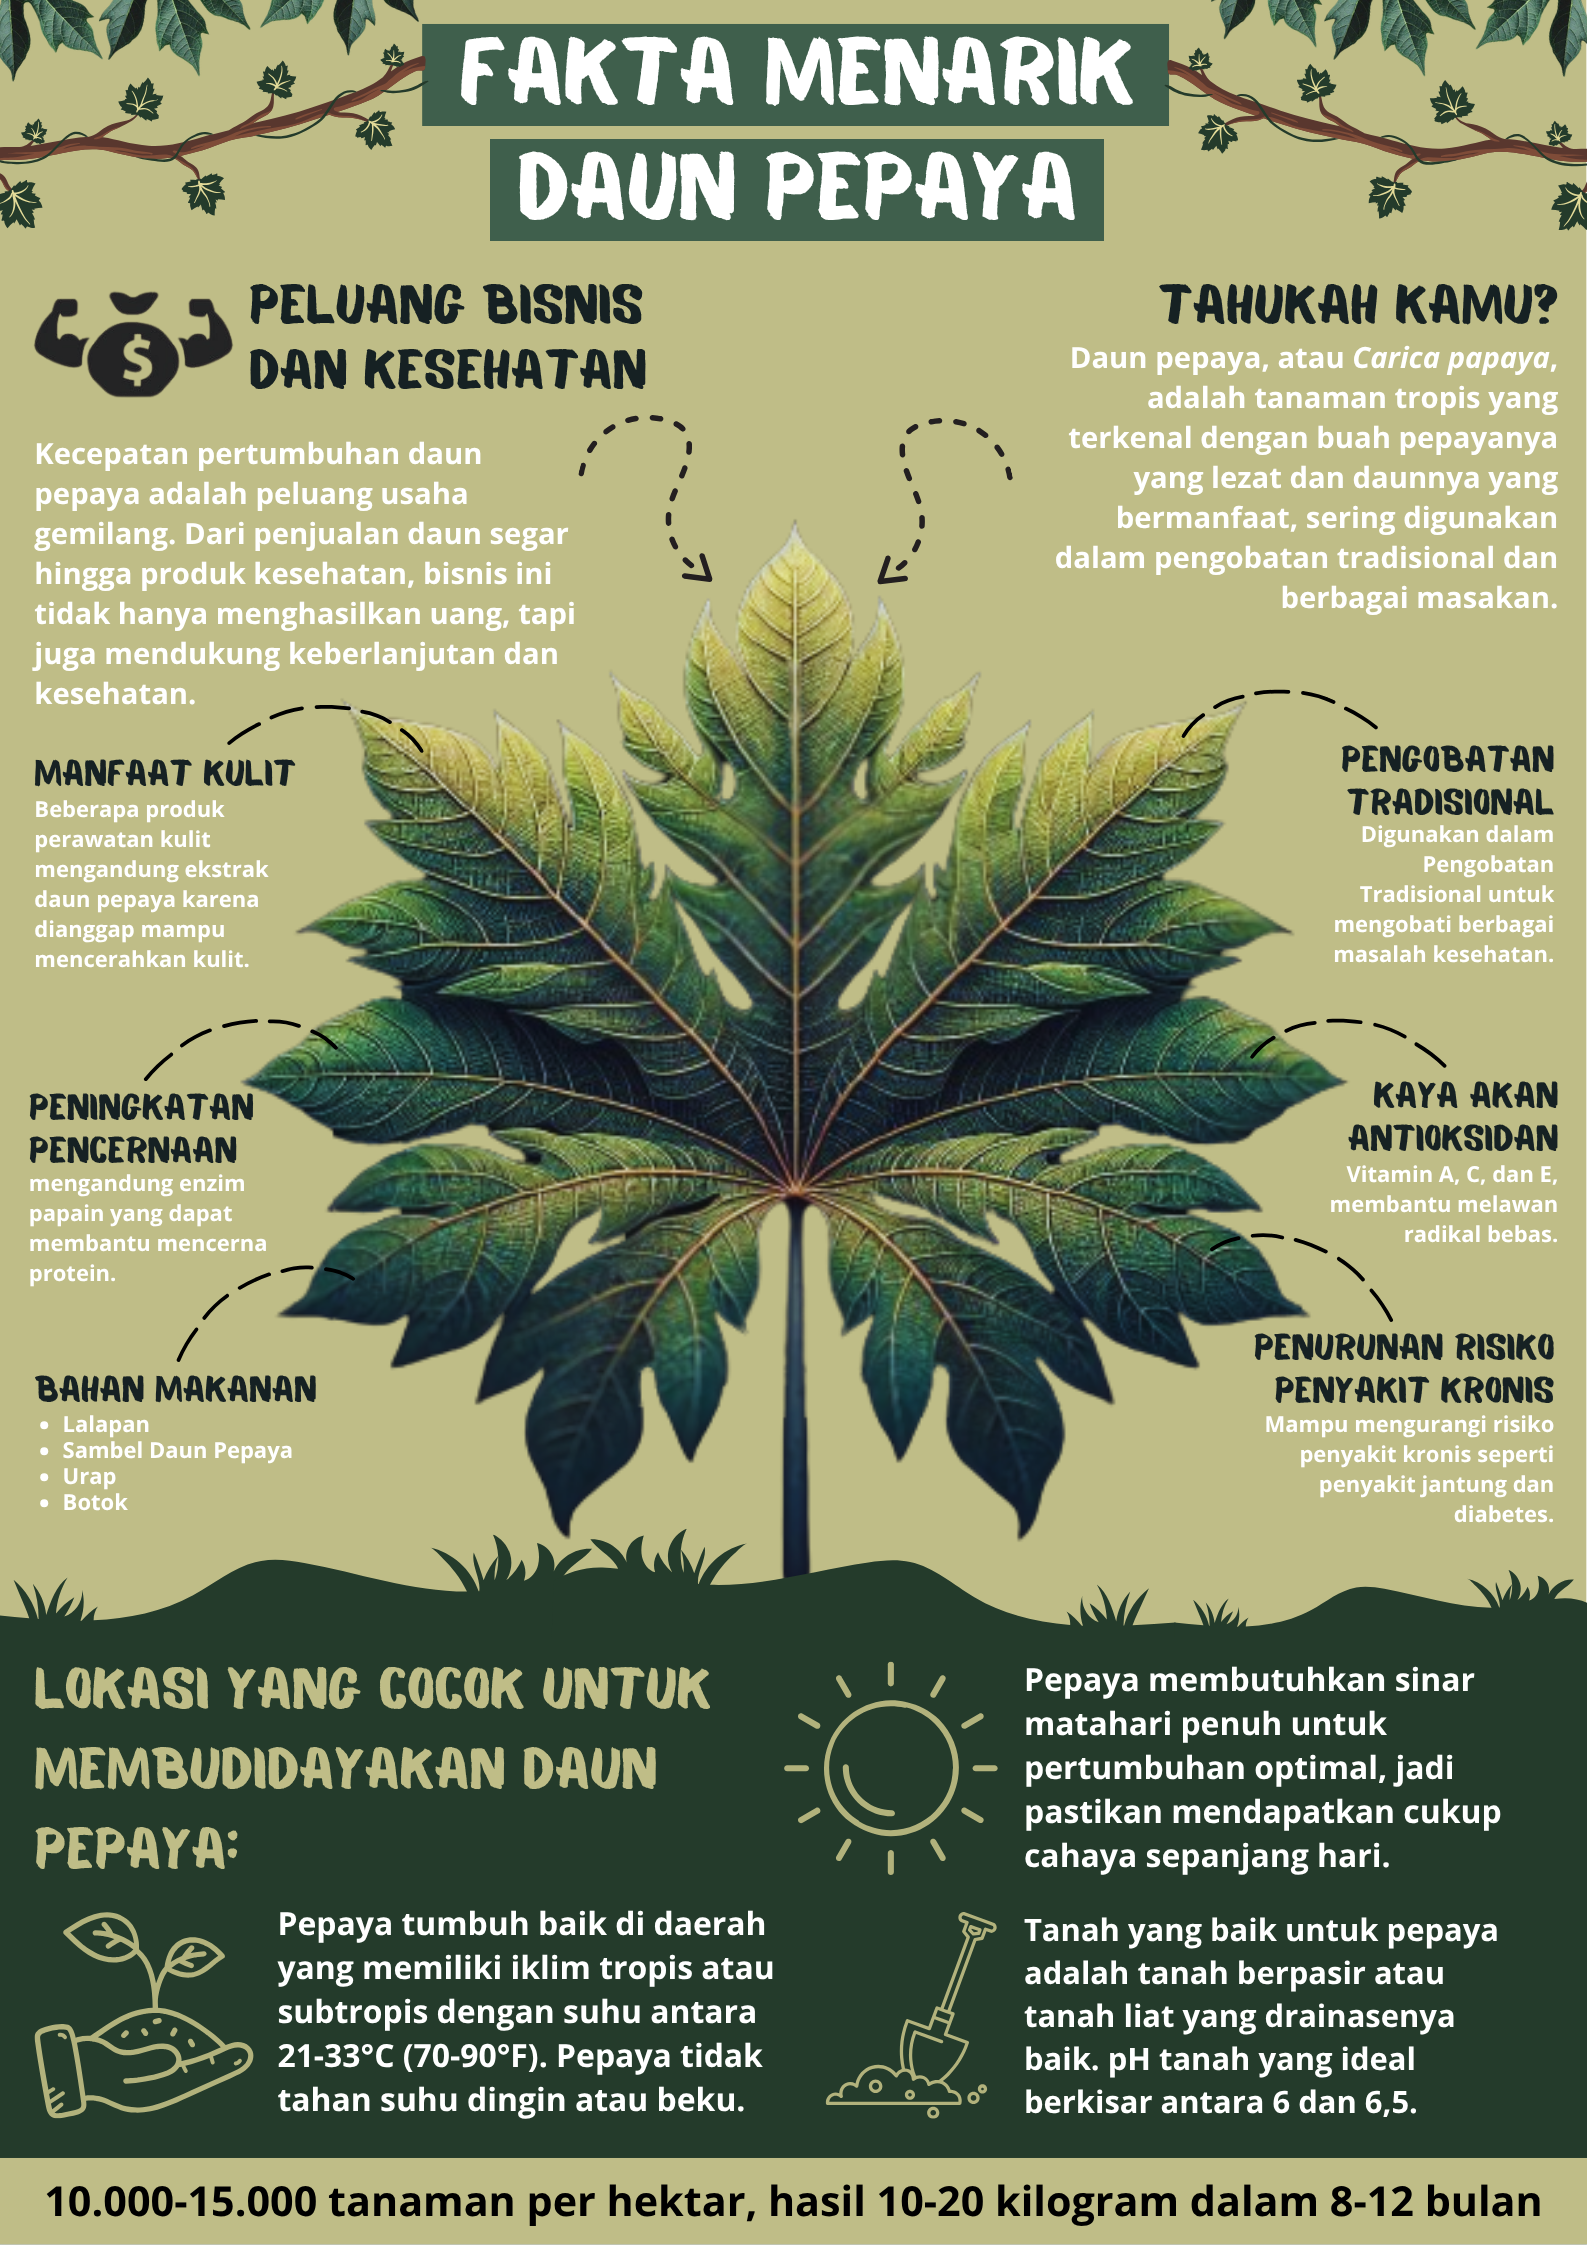 FAKTA MENARIK
DAUN PEPAYA
PELUANG BISNIS
DAN KESEHATAN
Kecepatan pertumbuhan daun
pepaya adalah peluang usaha
gemilang. Dari penjualan daun segar
hingga produk kesehatan, bisnis ini
tidak hanya menghasilkan uang, tapi
juga mendukung keberlanjutan dan
kesehatan.
TAHUKAH KAMU?
Daun pepaya, atau Carica papaya,
adalah tanaman tropis yang
terkenal dengan buah pepayanya
yang lezat dan daunnya yang
bermanfaat, sering digunakan
dalam pengobatan tradisional dan
berbagai masakan.
MANFAAT KULIT
Beberapa produk
perawatan kulit
mengandung ekstrak
daun pepaya karena
dianggap mampu
mencerahkan kulit.
PENINGKATAN
PENCERNAAN
mengandung enzim
papain yang dapat
membantu mencerna
protein.
BAHAN MAKANAN
• Lalapan
• Sambel Daun Pepaya
• Urap
• Botok
PENGOBATAN
TRADISIONAL
Digunakan dalam
Pengobatan
Tradisional untuk
mengobati berbagai
masalah kesehatan.
KAYA AKAN
ANTIOKSIDAN
Vitamin A, C, dan E,
membantu melawan
radikal bebas.
PENURUNAN RISIKO
PENYAKIT KRONIS
Mampu mengurangi risiko
penyakit kronis seperti
penyakit jantung dan
diabetes.
LOKASI YANG COCOK UNTUK
MEMBUDIDAYAKAN DAUN
PEPAYA:
Pepaya membutuhkan sinar
matahari penuh untuk
pertumbuhan optimal, jadi
pastikan mendapatkan cukup
cahaya sepanjang hari.
Pepaya tumbuh baik di daerah
yang memiliki iklim tropis atau
subtropis dengan suhu antara
21-33°C (70-90°F). Pepaya tidak
tahan suhu dingin atau beku.
Tanah yang baik untuk pepaya
adalah tanah berpasir atau
tanah liat yang drainasenya
baik. pH tanah yang ideal
berkisar antara 6 dan 6,5.
10.000-15.000 tanaman per hektar, hasil 10-20 kilogram dalam 8-12 bulan